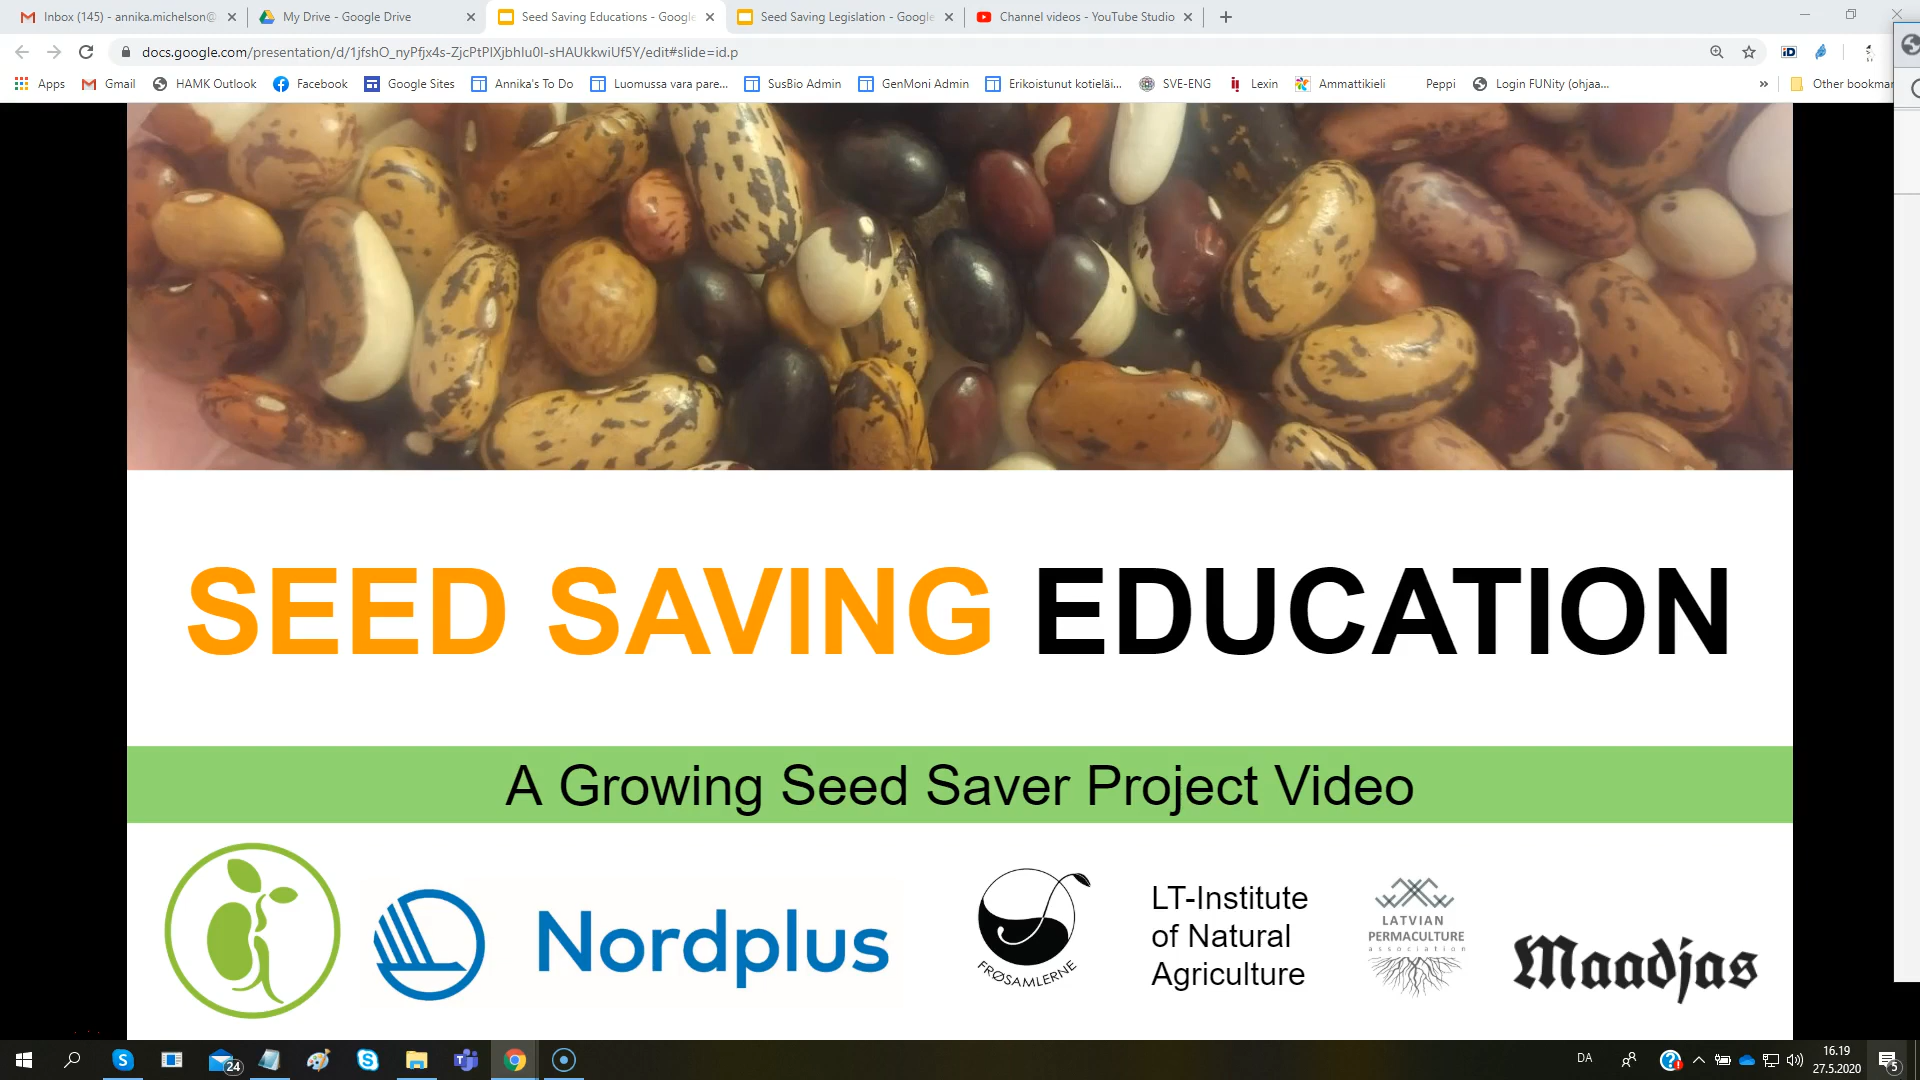 Inbox (145) - annika.michelson@
My Drive - Google Drive
Seed Saving Educations - Google
Seed Saving Legislation - Google
Channel videos - YouTube Studio
docs.google.com/presentation/d/1jfshO_nyPfjx4s-ZjcPtPIXjbhIu0l-sHAUkkwiUf5Y/edit#slide=id.p
Apps
Gmail
HAMK Outlook
Facebook
Google Sites
Annika's To Do
Luomussa vara pare...
SusBio Admin
GenMoni Admin
Erikoistunut kotieläi...
SVE-ENG
Lexin
Ammattikieli
Peppi
Login FUNity (ohjaa...
»
Other bookmar
SEED SAVING EDUCATION
A Growing Seed Saver Project Video
Nordplus
FRØSAMLERNE
LT-Institute
of Natural
Agriculture
LATVIAN
PERMACULTURE
association
Maadjas
24
DA
16.19
27.5.2020
5